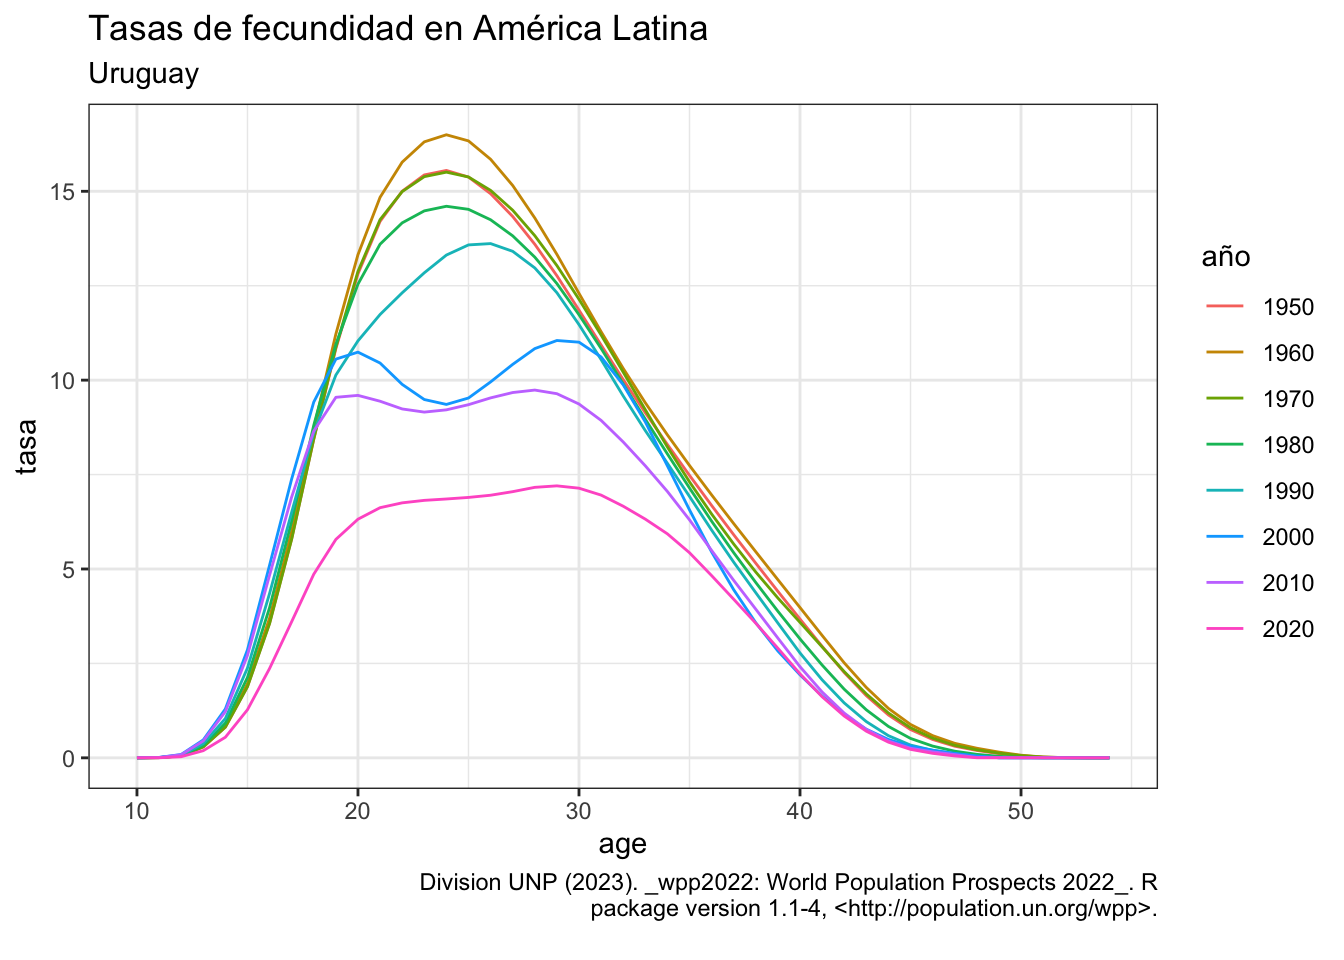 Tasas de fecundidad en América Latina
Uruguay
15
10
5
0
tasa
10 20 30 40 50
age
año
1950
1960
1970
1980
1990
2000
2010
2020
Division UNP (2023). _wpp2022: World Population Prospects 2022_. R
package version 1.1-4, <http://population.un.org/wpp>.